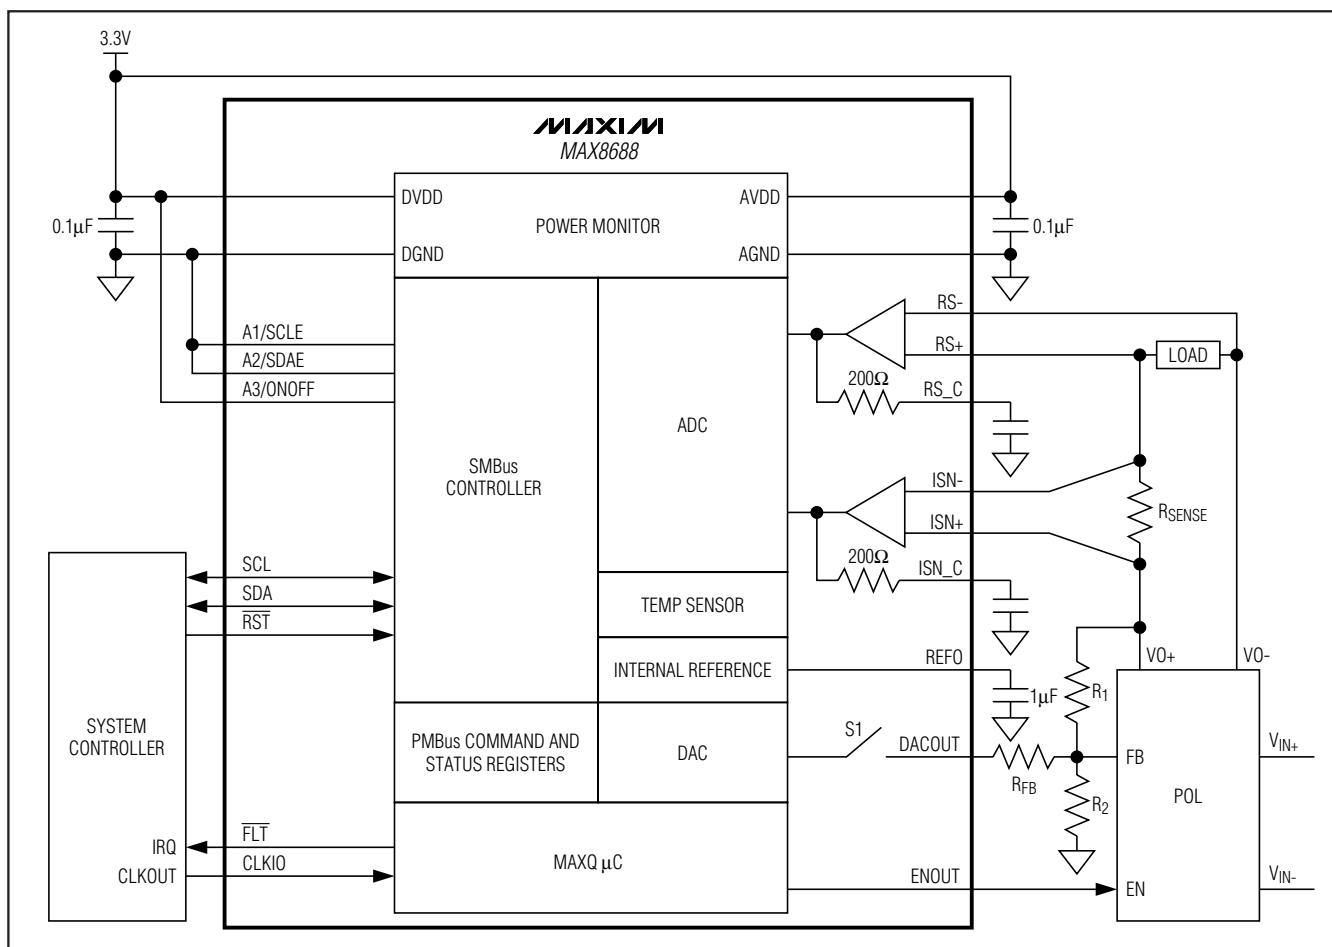 3.3V
MAXIM
MAX8688
DVDD
AVDD
0.1µF
POWER MONITOR
0.1µF
DGND
AGND
RS-
A1/SCLE
RS+
LOAD
A2/SDAE
200Ω
RS_C
A3/ONOFF
ADC
SMBus
CONTROLLER
ISN-
RSENSE
ISN+
200Ω
ISN_C
SCL
SDA
TEMP SENSOR
RST
REFO
VO+
VO-
INTERNAL REFERENCE
1µF
R1
SYSTEM
CONTROLLER
PMBus COMMAND AND
STATUS REGISTERS
DAC
S1
DACOUT
RFB
FB
VIN+
R2
POL
FLT
IRQ
CLKIO
CLKOUT
MAXQ µC
ENOUT
EN
VIN-